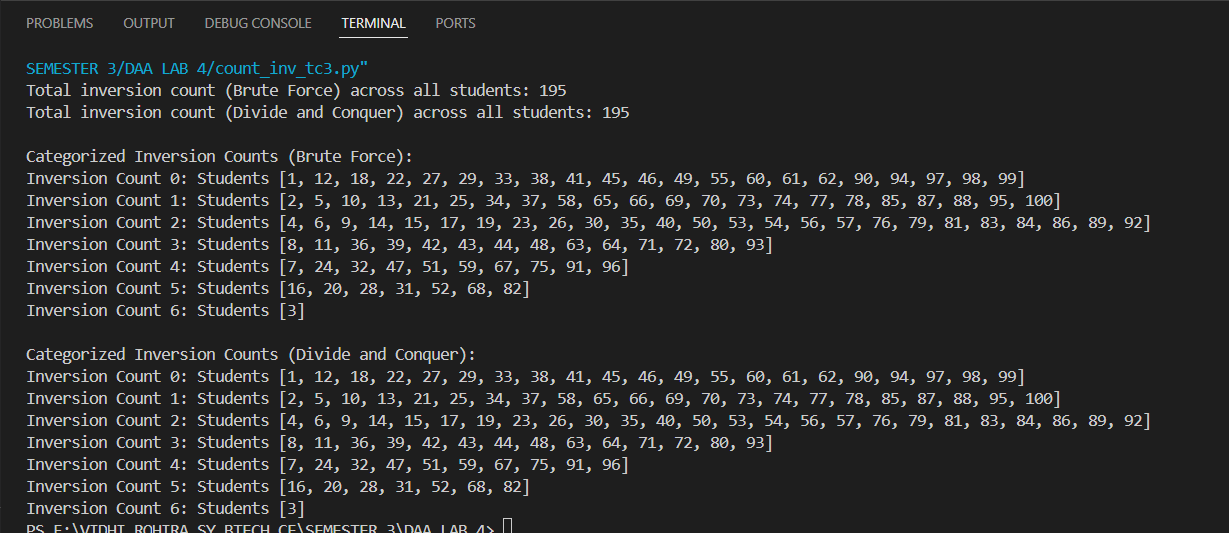 PROBLEMS OUTPUT DEBUG CONSOLE TERMINAL PORTS
SEMESTER 3/DAA LAB 4/count_inv_tc3.py"
Total inversion count (Brute Force) across all students: 195
Total inversion count (Divide and Conquer) across all students: 195
Categorized Inversion Counts (Brute Force):
Inversion Count 0: Students [1, 12, 18, 22, 27, 29, 33, 38, 41, 45, 46, 49, 55, 60, 61, 62, 90, 94, 97, 98, 99]
Inversion Count 1: Students [2, 5, 10, 13, 21, 25, 34, 37, 58, 65, 66, 69, 70, 73, 74, 77, 78, 85, 87, 88, 95, 100]
Inversion Count 2: Students [4, 6, 9, 14, 15, 17, 19, 23, 26, 30, 35, 40, 50, 53, 54, 56, 57, 76, 79, 81, 83, 84, 86, 89, 92]
Inversion Count 3: Students [8, 11, 36, 39, 42, 43, 44, 48, 63, 64, 71, 72, 80, 93]
Inversion Count 4: Students [7, 24, 32, 47, 51, 59, 67, 75, 91, 96]
Inversion Count 5: Students [16, 20, 28, 31, 52, 68, 82]
Inversion Count 6: Students [3]
Categorized Inversion Counts (Divide and Conquer):
Inversion Count 0: Students [1, 12, 18, 22, 27, 29, 33, 38, 41, 45, 46, 49, 55, 60, 61, 62, 90, 94, 97, 98, 99]
Inversion Count 1: Students [2, 5, 10, 13, 21, 25, 34, 37, 58, 65, 66, 69, 70, 73, 74, 77, 78, 85, 87, 88, 95, 100]
Inversion Count 2: Students [4, 6, 9, 14, 15, 17, 19, 23, 26, 30, 35, 40, 50, 53, 54, 56, 57, 76, 79, 81, 83, 84, 86, 89, 92]
Inversion Count 3: Students [8, 11, 36, 39, 42, 43, 44, 48, 63, 64, 71, 72, 80, 93]
Inversion Count 4: Students [7, 24, 32, 47, 51, 59, 67, 75, 91, 96]
Inversion Count 5: Students [16, 20, 28, 31, 52, 68, 82]
Inversion Count 6: Students [3]
PS F:\VIDHI ROHIRA SY BTECH CE\SEMESTER 3\DAA LAB 4>